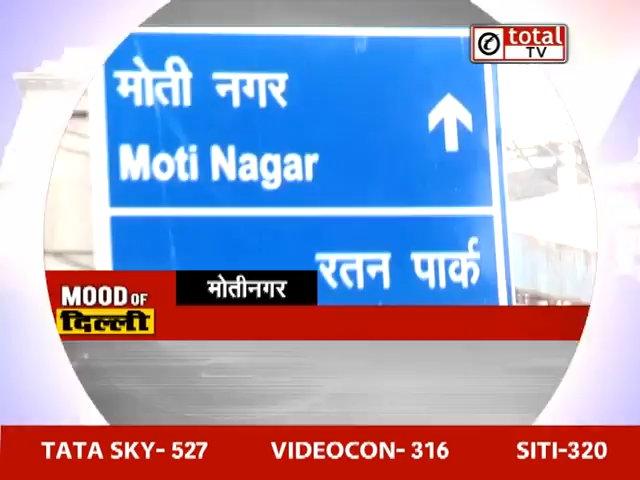 total
TV
मोती नगर
Moti Nagar
रतन पार्क
मोतीनगर
MOOD OF
दिल्ली
TATA SKY- 527 VIDEOCON- 316 SITI-320